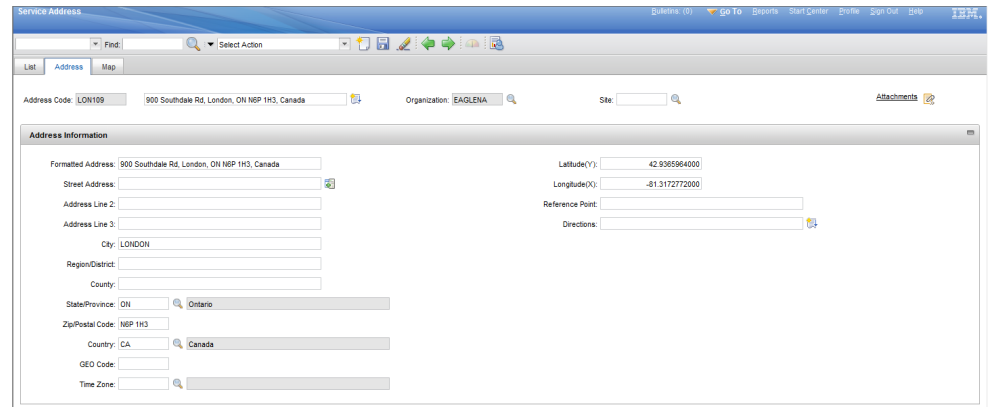 Service Address Bulletins: (0) Go To Reports Start Center Profile Sign Out Help IBM.
Find: Select Action
List Address Map
Address Code: LON109 900 Southdale Rd, London, ON N6P 1H3, Canada Organization: EAGLENA Site: Attachments
Address Information
Formatted Address: 900 Southdale Rd, London, ON N6P 1H3, Canada Latitude(Y): 42.9365964000
Street Address: Longitude(X): -81.3172772000
Address Line 2: Reference Point:
Address Line 3: Directions:
City: LONDON
Region/District:
County:
State/Province: ON Ontario
Zip/Postal Code: N6P 1H3
Country: CA Canada
GEO Code:
Time Zone: